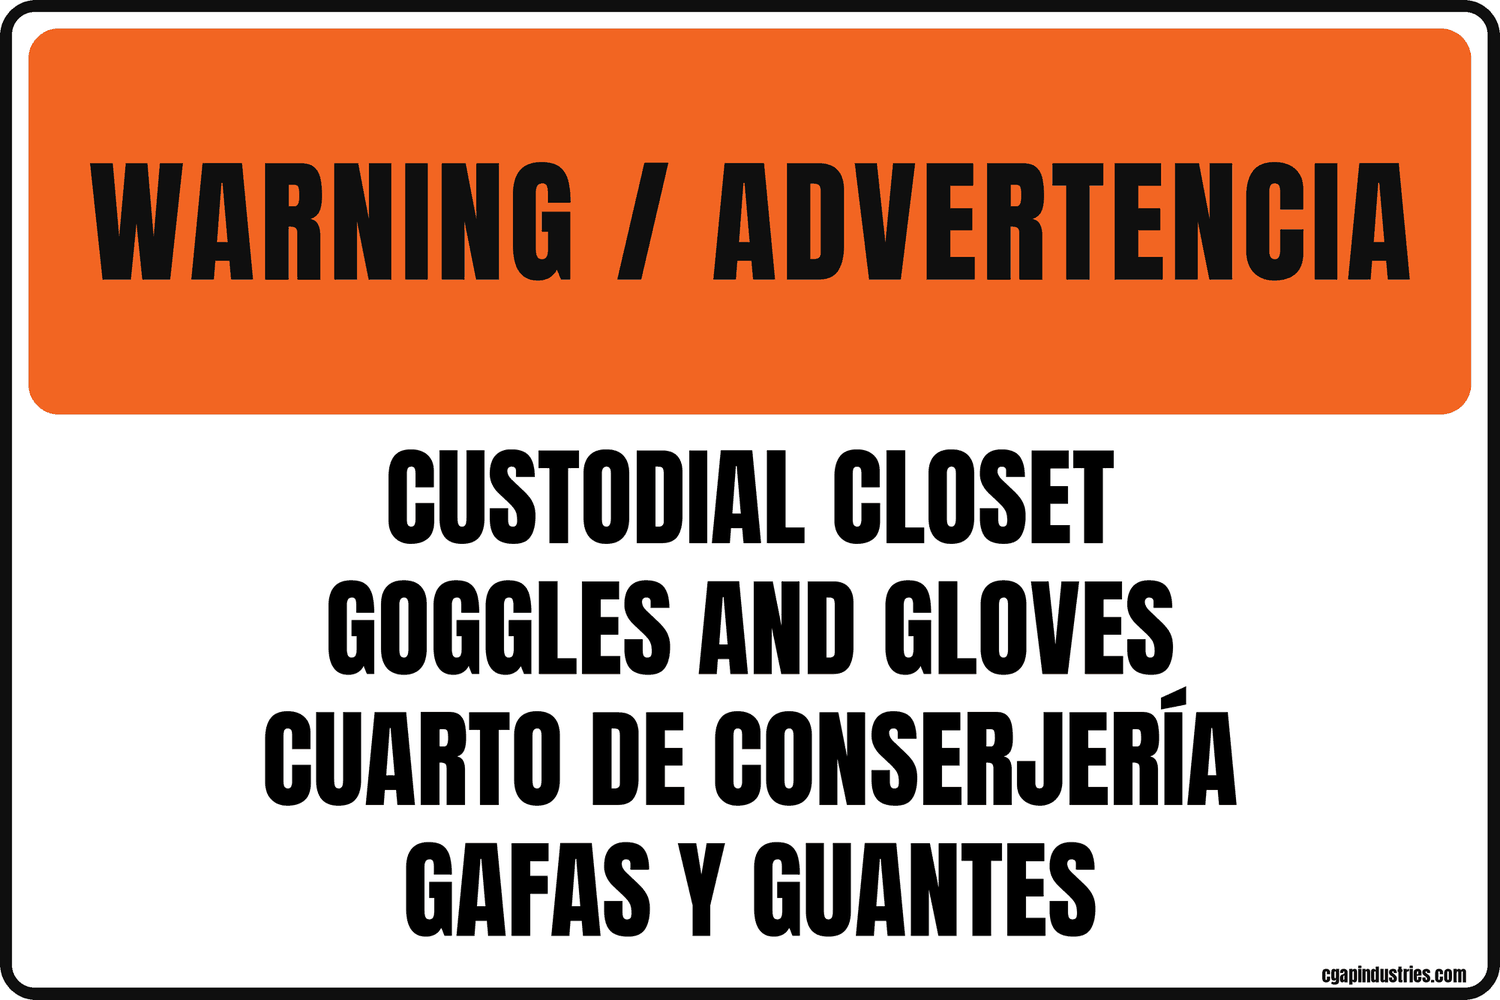 WARNING / ADVERTENCIA
CUSTODIAL CLOSET
GOGGLES AND GLOVES
CUARTO DE CONSERJERÍA
GAFAS Y GUANTES
cgapindustries.com